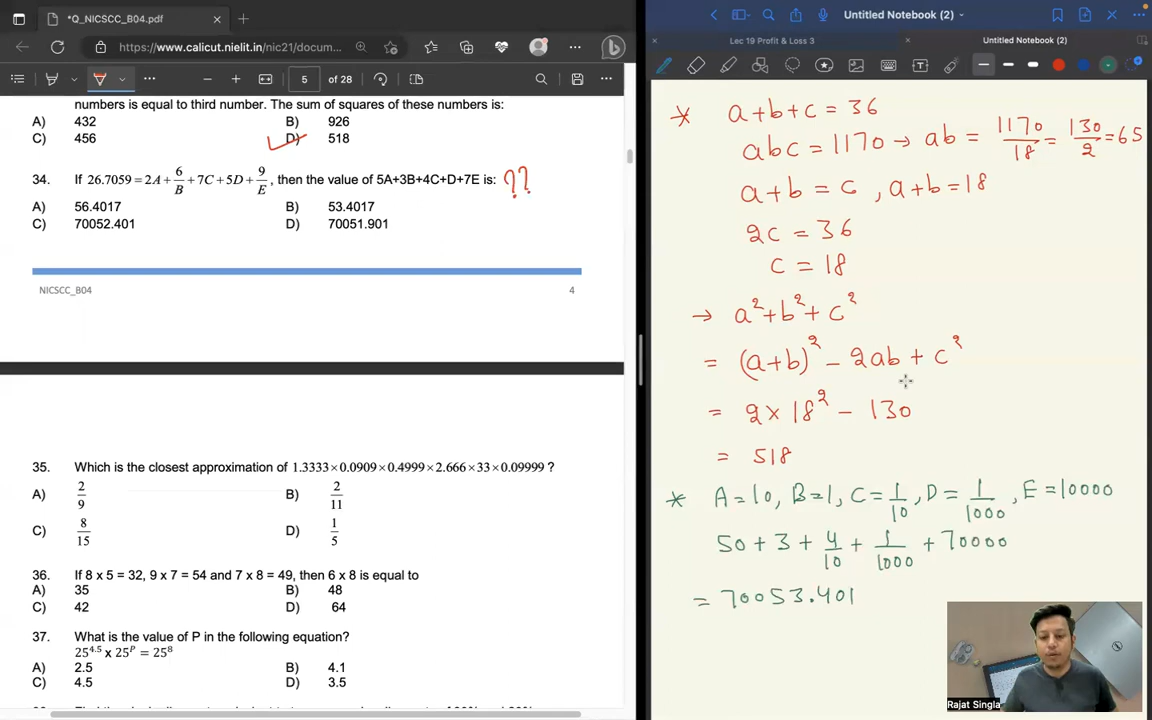 *Q_NICSCC_B04.pdf
https://www.calicut.nielit.in/nic21/docum...
5 of 28
numbers is equal to third number. The sum of squares of these numbers is:
A) 432 B) 926
C) 456 D) 518
34. If 26.7059 = 2A + 6/B + 7C + 5D + 9/E, then the value of 5A+3B+4C+D+7E is: ??
A) 56.4017 B) 53.4017
C) 70052.401 D) 70051.901
NICSCC_B04 4
35. Which is the closest approximation of 1.3333×0.0909×0.4999×2.666×33×0.09999 ?
A) 2/9 B) 2/11
C) 8/15 D) 1/5
36. If 8 x 5 = 32, 9 x 7 = 54 and 7 x 8 = 49, then 6 x 8 is equal to
A) 35 B) 48
C) 42 D) 64
37. What is the value of P in the following equation?
25^4.5 x 25^P = 25^8
A) 2.5 B) 4.1
C) 4.5 D) 3.5
Untitled Notebook (2)
Lec 19 Profit & Loss 3 Untitled Notebook (2)
* a+b+c = 36
abc = 1170 → ab = 1170/18 = 130/2 = 65
a+b = c , a+b = 18
2c = 36
c = 18
→ a²+b²+c²
= (a+b)² - 2ab + c²
= 2×18² - 130
= 518
* A=10, B=1, C=1/10, D=1/1000, E=10000
50 + 3 + 4/10 + 1/1000 + 70000
= 70053.401
Rajat Singla